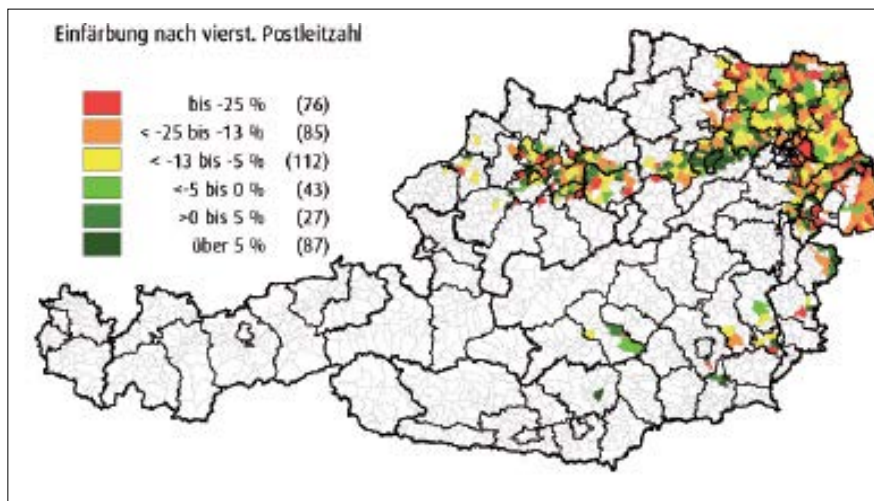 Einfärbung nach vierst. Postleitzahl
bis -25 % (76)
< -25 bis -13 % (85)
< -13 bis -5 % (112)
<-5 bis 0 % (43)
>0 bis 5 % (27)
über 5 % (87)